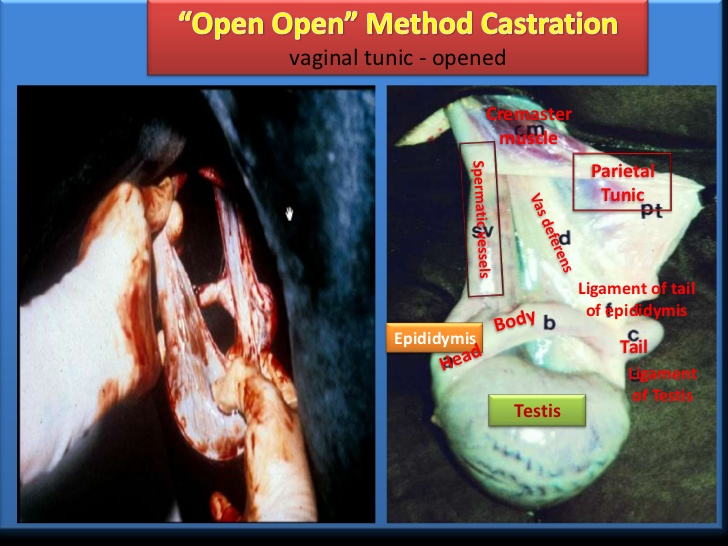 “Open Open” Method Castration
vaginal tunic - opened
Cremaster
cm
muscle
Parietal
Tunic
pt
Spermatic vessels
sv
Vas deferens
d
Ligament of tail
of epididymis
f
Body
b
c
Epididymis
Head
Tail
Ligament
of Testis
Testis